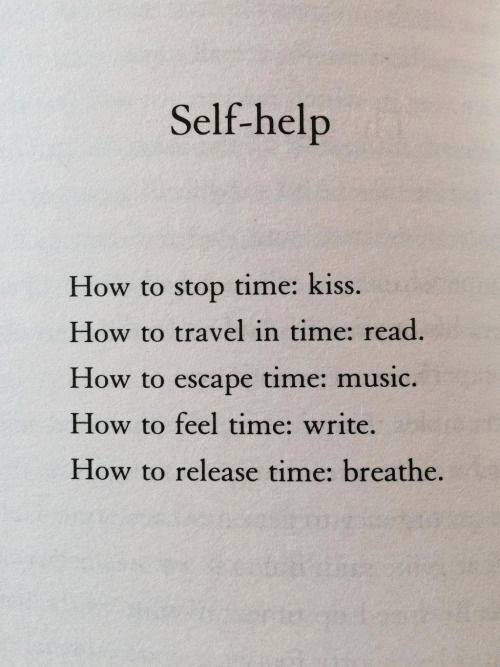 Self-help
How to stop time: kiss.
How to travel in time: read.
How to escape time: music.
How to feel time: write.
How to release time: breathe.